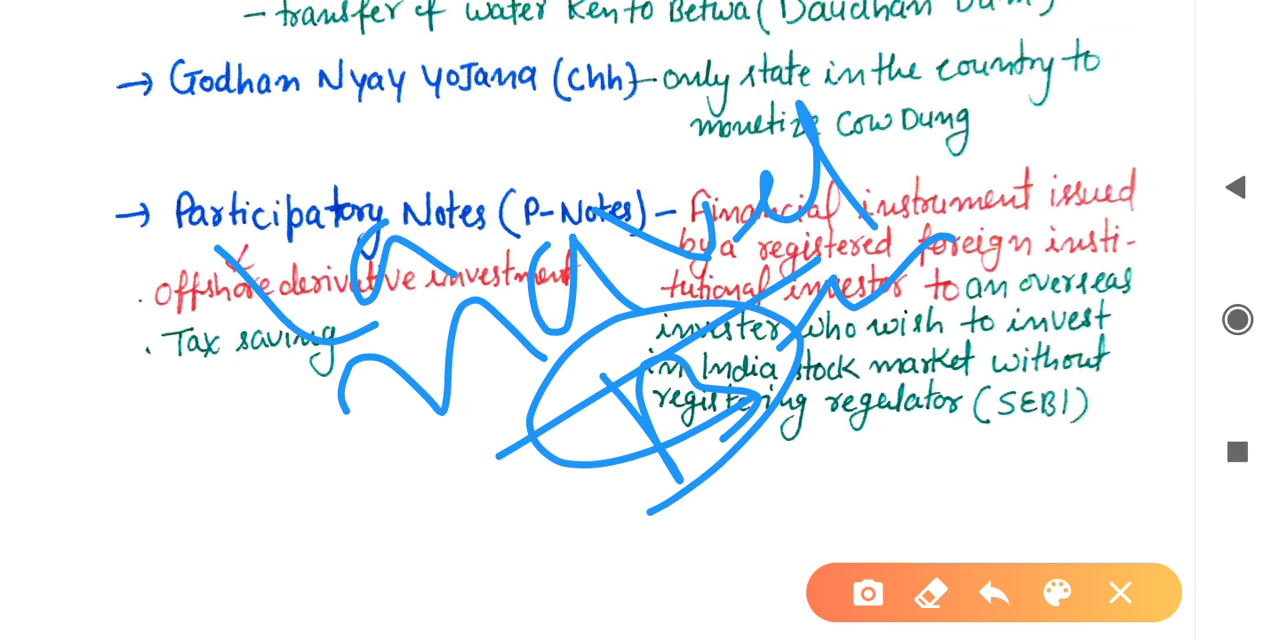 - transfer of water Ken to Betwa (Daudhan Dam)
→ Godhan Nyay Yojana (Chh) - only state in the country to
monetize Cow Dung
→ Participatory Notes (P-Notes) - Financial instrument issued
by a registered foreign insti-
tutional investor to an overseas
invester who wish to invest
in India stock market without
registering regulator (SEBI)
. offshore derivative investment
. Tax saving